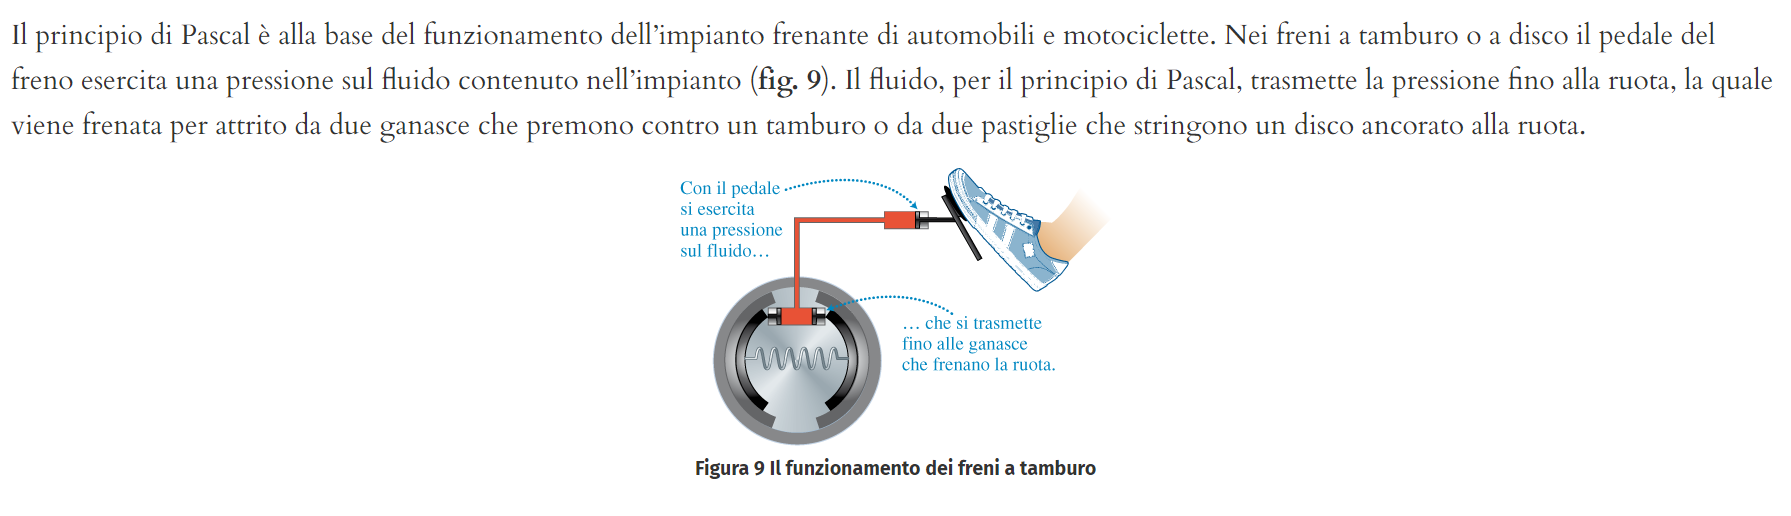 Il principio di Pascal è alla base del funzionamento dell’impianto frenante di automobili e motociclette. Nei freni a tamburo o a disco il pedale del
freno esercita una pressione sul fluido contenuto nell’impianto (fig. 9). Il fluido, per il principio di Pascal, trasmette la pressione fino alla ruota, la quale
viene frenata per attrito da due ganasce che premono contro un tamburo o da due pastiglie che stringono un disco ancorato alla ruota.
Con il pedale
si esercita
una pressione
sul fluido…
… che si trasmette
fino alle ganasce
che frenano la ruota.
Figura 9 Il funzionamento dei freni a tamburo